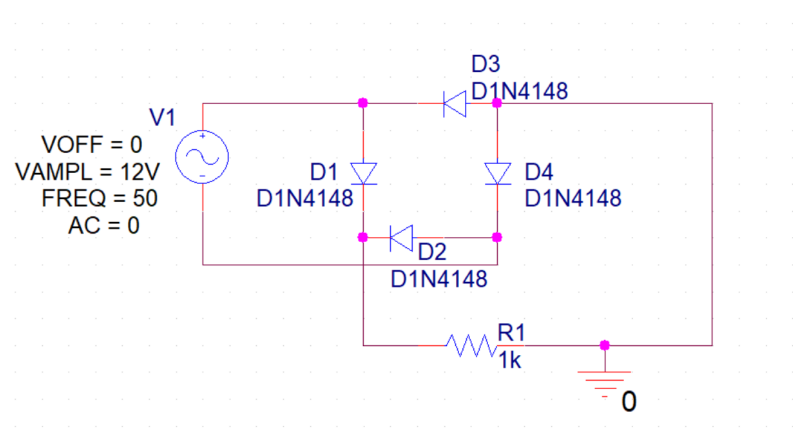 D3
D1N4148
V1
VOFF = 0
VAMPL = 12V
FREQ = 50
AC = 0
+
-
D1
D1N4148
D4
D1N4148
D2
D1N4148
R1
1k
0